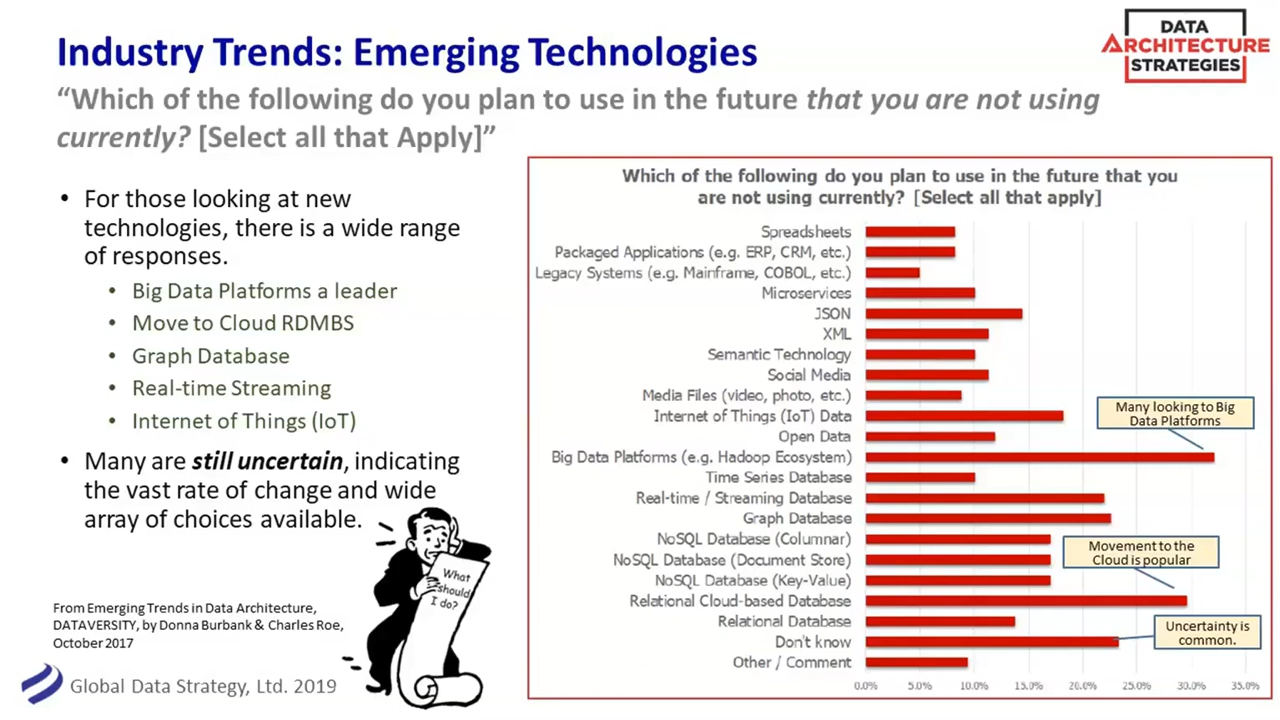 Industry Trends: Emerging Technologies
DATA
ARCHITECTURE
STRATEGIES
“Which of the following do you plan to use in the future that you are not using
currently? [Select all that Apply]”
• For those looking at new
technologies, there is a wide range
of responses.
• Big Data Platforms a leader
• Move to Cloud RDMBS
• Graph Database
• Real-time Streaming
• Internet of Things (IoT)
• Many are still uncertain, indicating
the vast rate of change and wide
array of choices available.
What
should
I do?
From Emerging Trends in Data Architecture,
DATAVERSITY, by Donna Burbank & Charles Roe,
October 2017
Global Data Strategy, Ltd. 2019
Which of the following do you plan to use in the future that you
are not using currently? [Select all that apply]
Spreadsheets
Packaged Applications (e.g. ERP, CRM, etc.)
Legacy Systems (e.g. Mainframe, COBOL, etc.)
Microservices
JSON
XML
Semantic Technology
Social Media
Media Files (video, photo, etc.)
Internet of Things (IoT) Data
Open Data
Big Data Platforms (e.g. Hadoop Ecosystem)
Time Series Database
Real-time / Streaming Database
Graph Database
NoSQL Database (Columnar)
NoSQL Database (Document Store)
NoSQL Database (Key-Value)
Relational Cloud-based Database
Relational Database
Don't know
Other / Comment
Many looking to Big
Data Platforms
Movement to the
Cloud is popular
Uncertainty is
common.
0.0% 5.0% 10.0% 15.0% 20.0% 25.0% 30.0% 35.0%